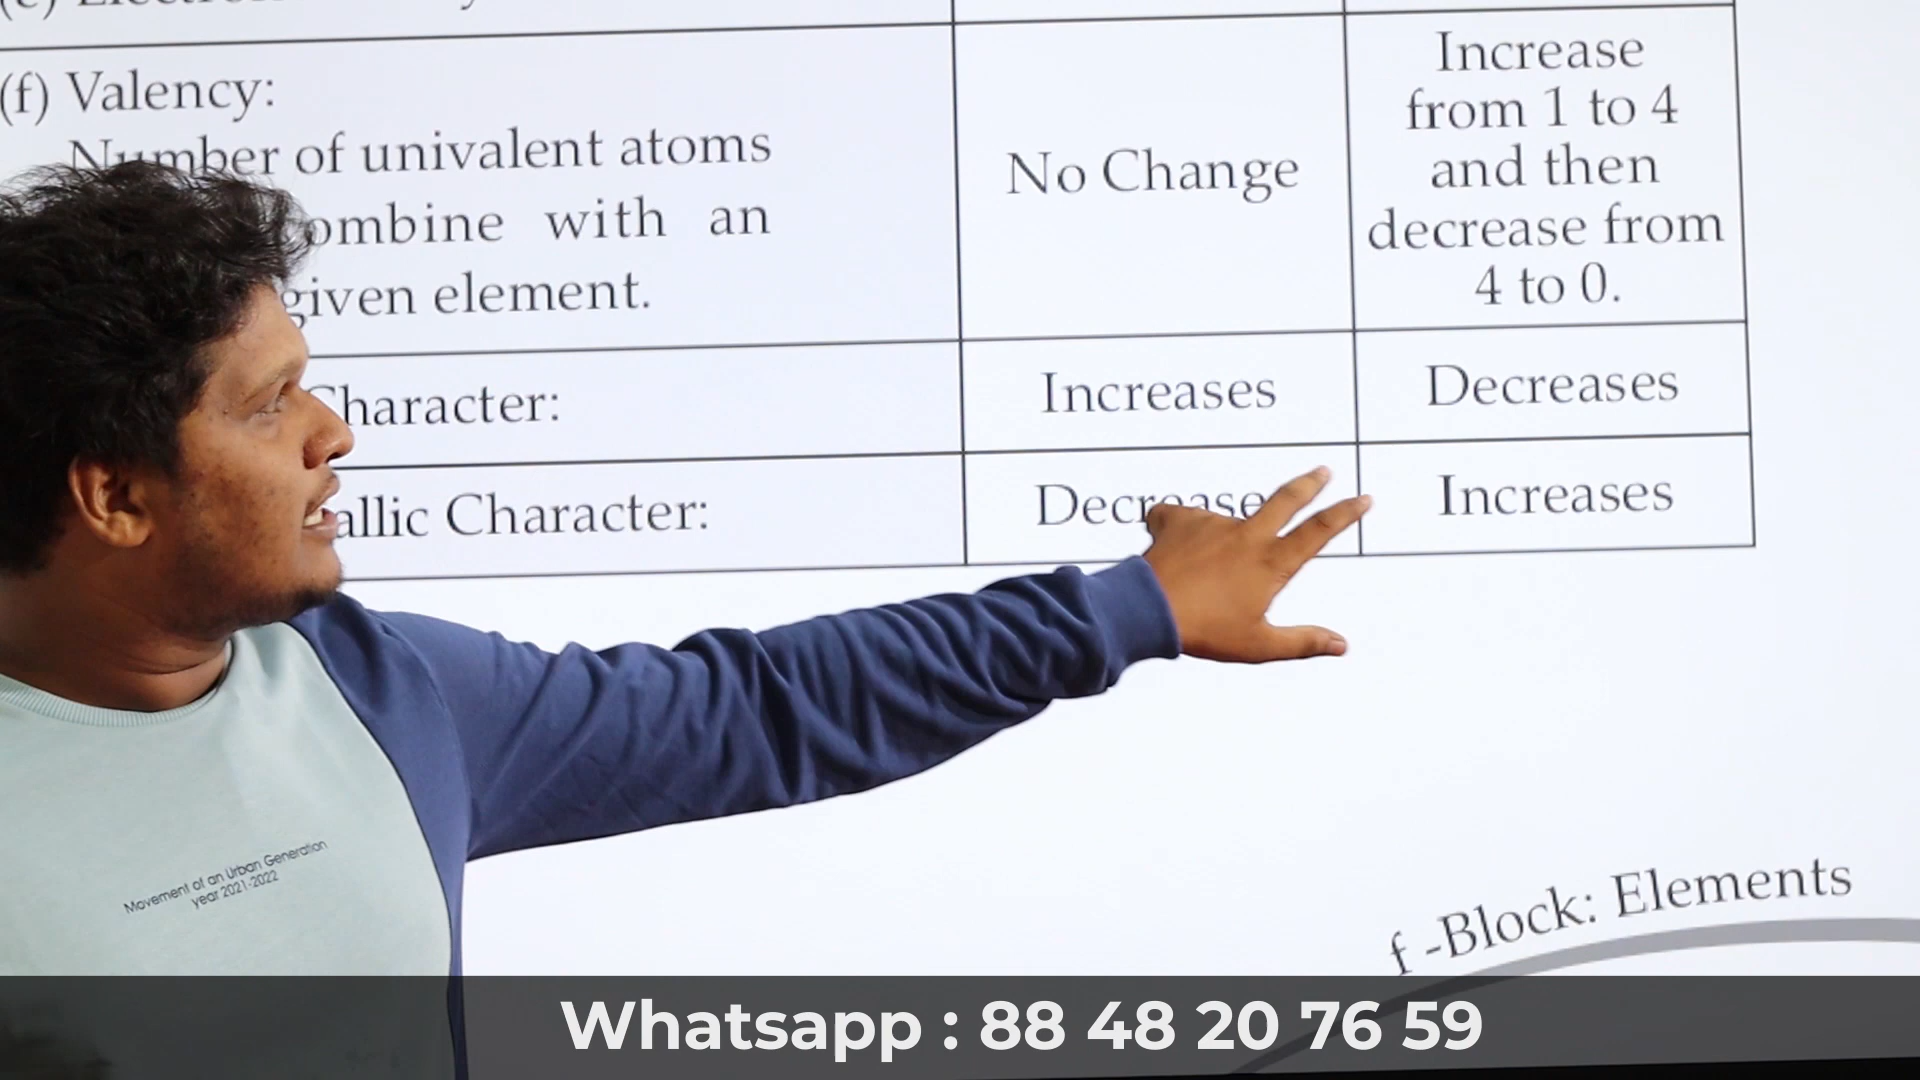 (f) Valency:
Number of univalent atoms
combine with an
given element.
No Change
Increase
from 1 to 4
and then
decrease from
4 to 0.
Character:
Increases
Decreases
allic Character:
Decrease
Increases
f -Block: Elements
Movement of an Urban Generation
year 2021-2022
Whatsapp : 88 48 20 76 59